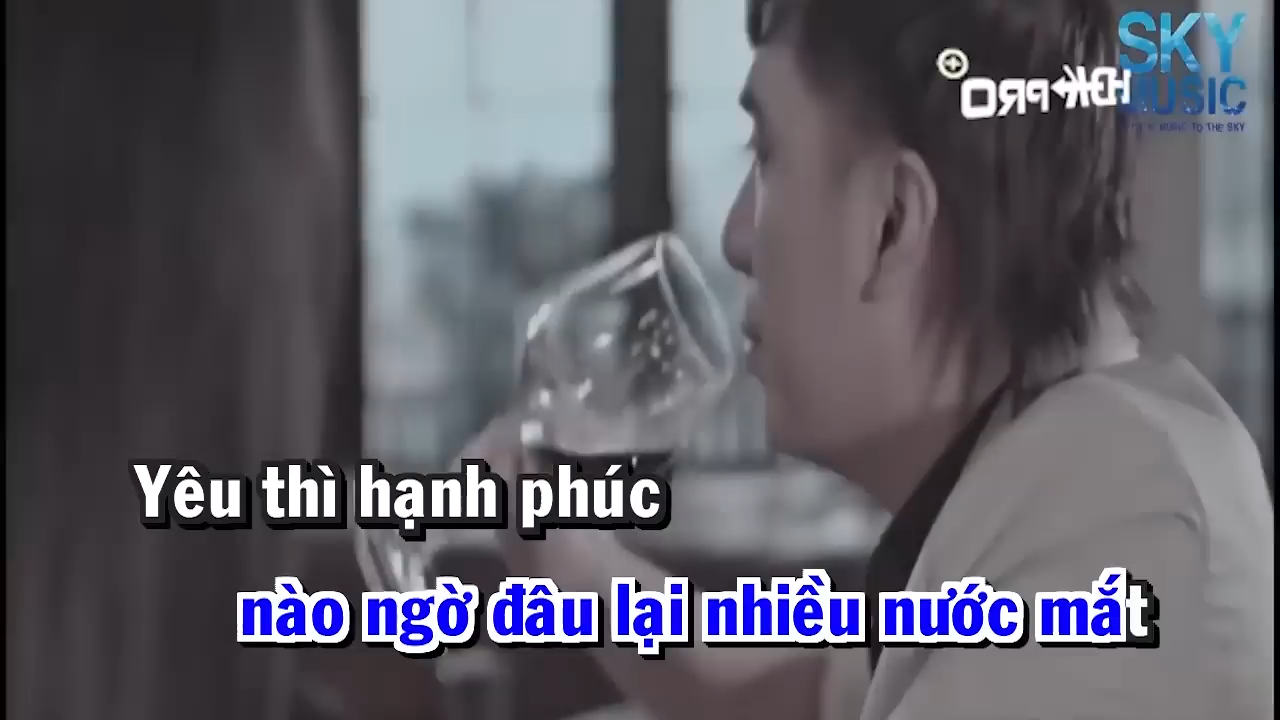 SKY
MUSIC
Yêu thì hạnh phúc
nào ngờ đâu lại nhiều nước mắt